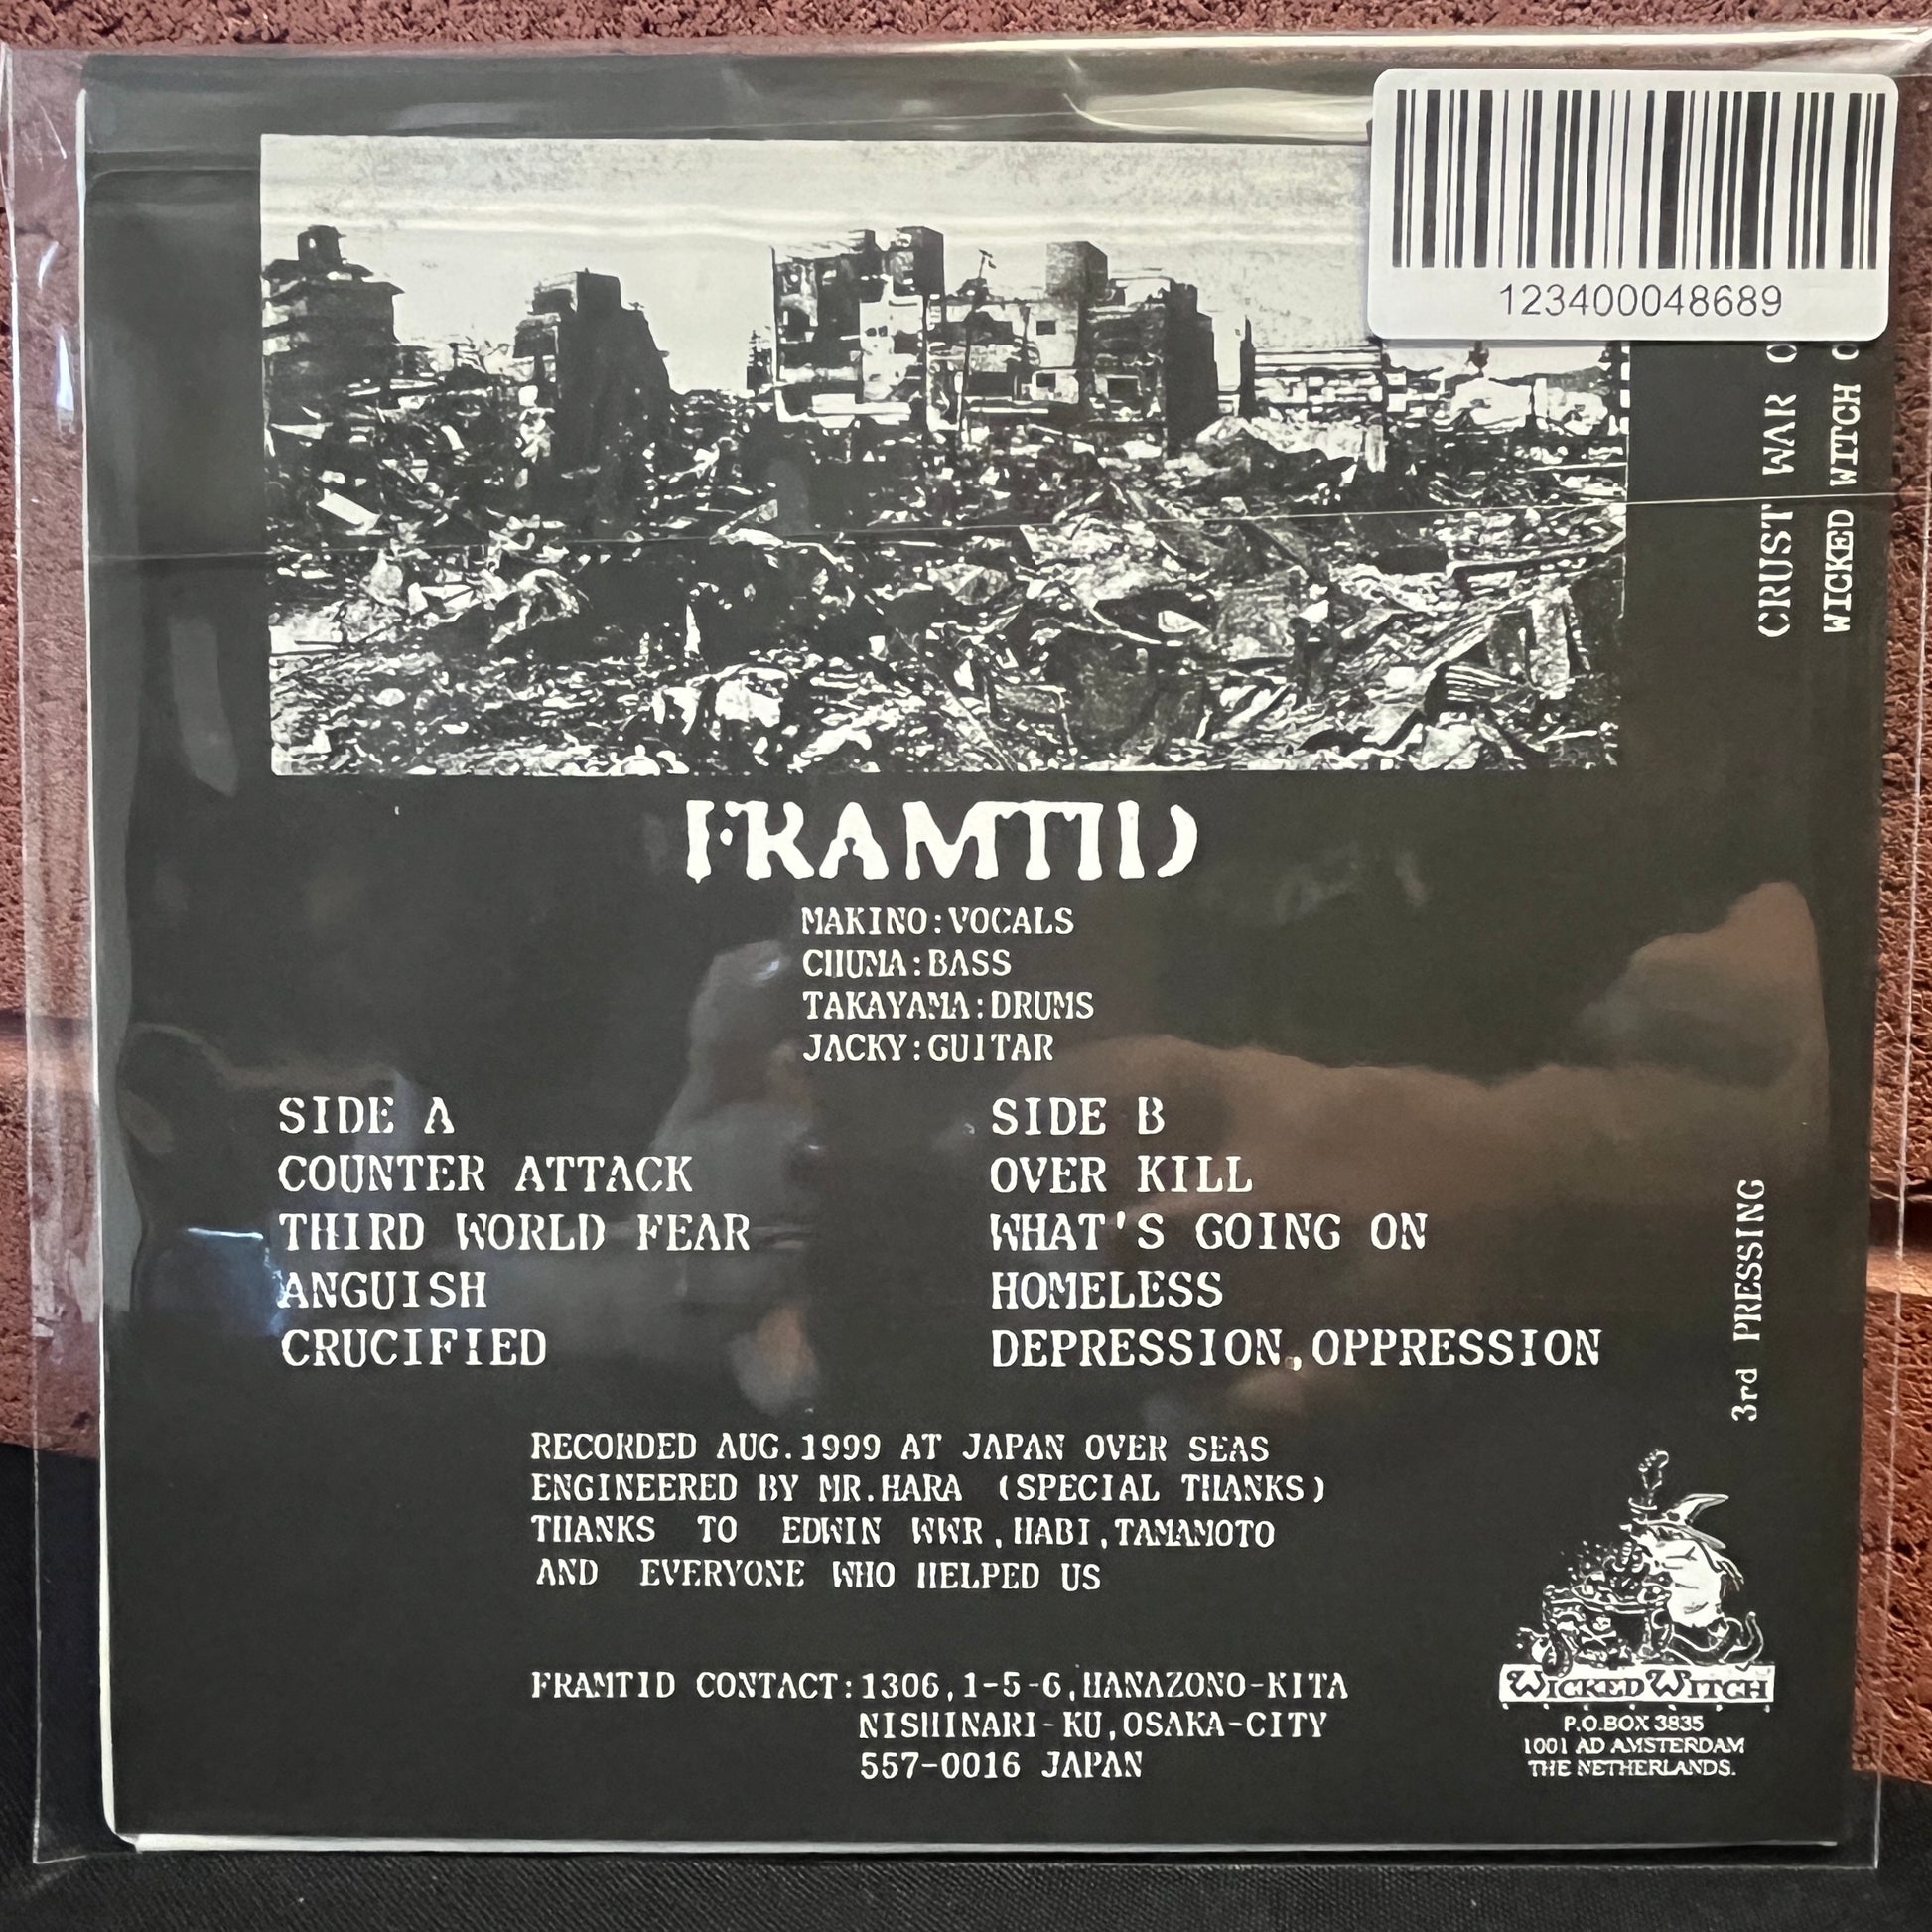 123400048689
CRUST WAR
WICKED WITCH
FRAMTID
MAKINO:VOCALS
CHUMA:BASS
TAKAYAMA:DRUMS
JACKY:GUITAR
SIDE A
COUNTER ATTACK
THIRD WORLD FEAR
ANGUISH
CRUCIFIED
SIDE B
OVER KILL
WHAT'S GOING ON
HOMELESS
DEPRESSION,OPPRESSION
3rd PRESSING
RECORDED AUG.1999 AT JAPAN OVER SEAS
ENGINEERED BY MR.HARA (SPECIAL THANKS)
THANKS TO EDWIN WWR,HABI,TAMAMOTO
AND EVERYONE WHO HELPED US
FRAMTID CONTACT:1306,1-5-6,HANAZONO-KITA
NISHINARI-KU,OSAKA-CITY
557-0016 JAPAN
WICKED WITCH
P.O.BOX 3835
1001 AD AMSTERDAM
THE NETHERLANDS.